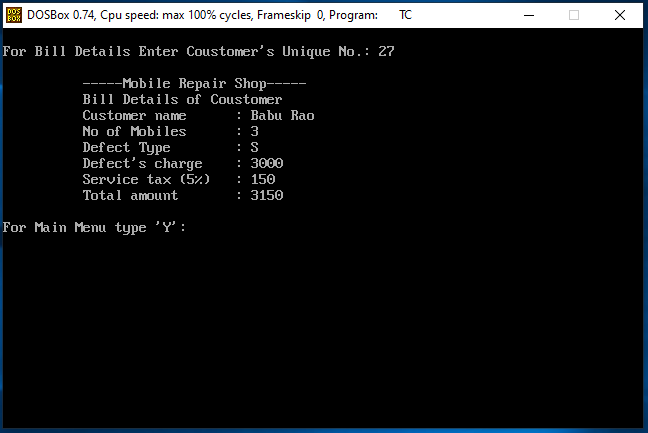 DOS BOX DOSBox 0.74, Cpu speed: max 100% cycles, Frameskip 0, Program: TC
For Bill Details Enter Coustomer's Unique No.: 27
-----Mobile Repair Shop-----
Bill Details of Coustomer
Customer name : Babu Rao
No of Mobiles : 3
Defect Type : S
Defect's charge : 3000
Service tax (5%) : 150
Total amount : 3150
For Main Menu type 'Y':